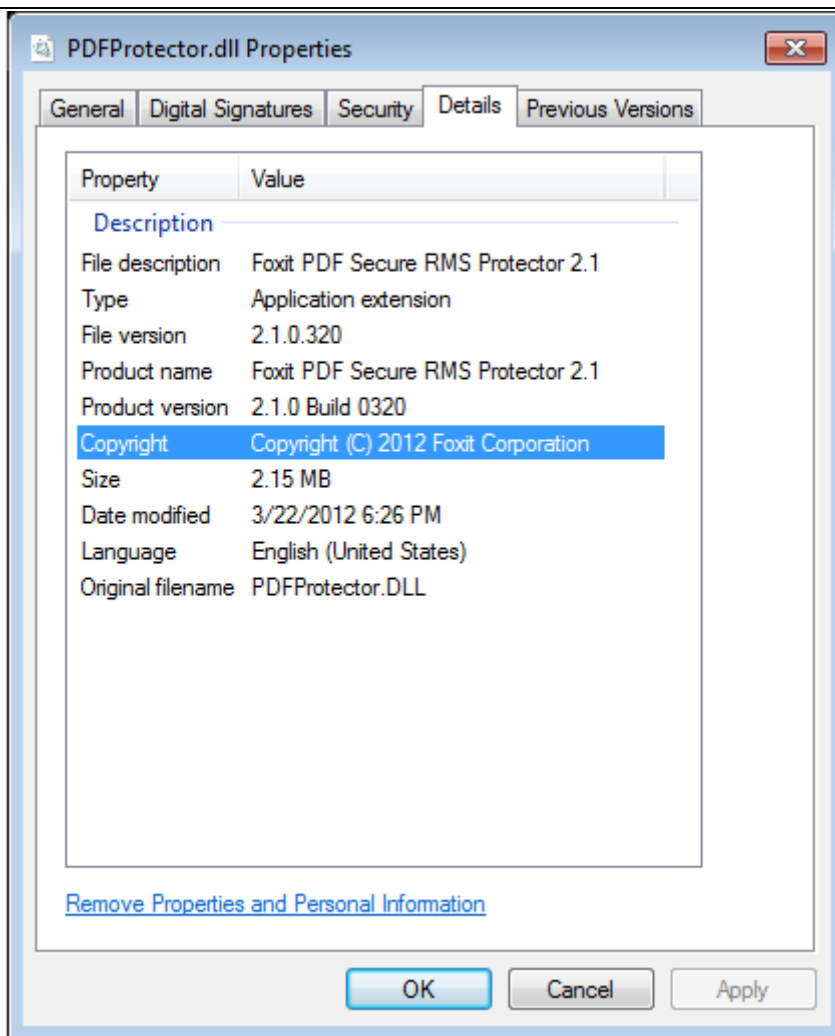 PDFProtector.dll Properties
General Digital Signatures Security Details Previous Versions
Property Value
Description
File description Foxit PDF Secure RMS Protector 2.1
Type Application extension
File version 2.1.0.320
Product name Foxit PDF Secure RMS Protector 2.1
Product version 2.1.0 Build 0320
Copyright Copyright (C) 2012 Foxit Corporation
Size 2.15 MB
Date modified 3/22/2012 6:26 PM
Language English (United States)
Original filename PDFProtector.DLL
Remove Properties and Personal Information
OK Cancel Apply